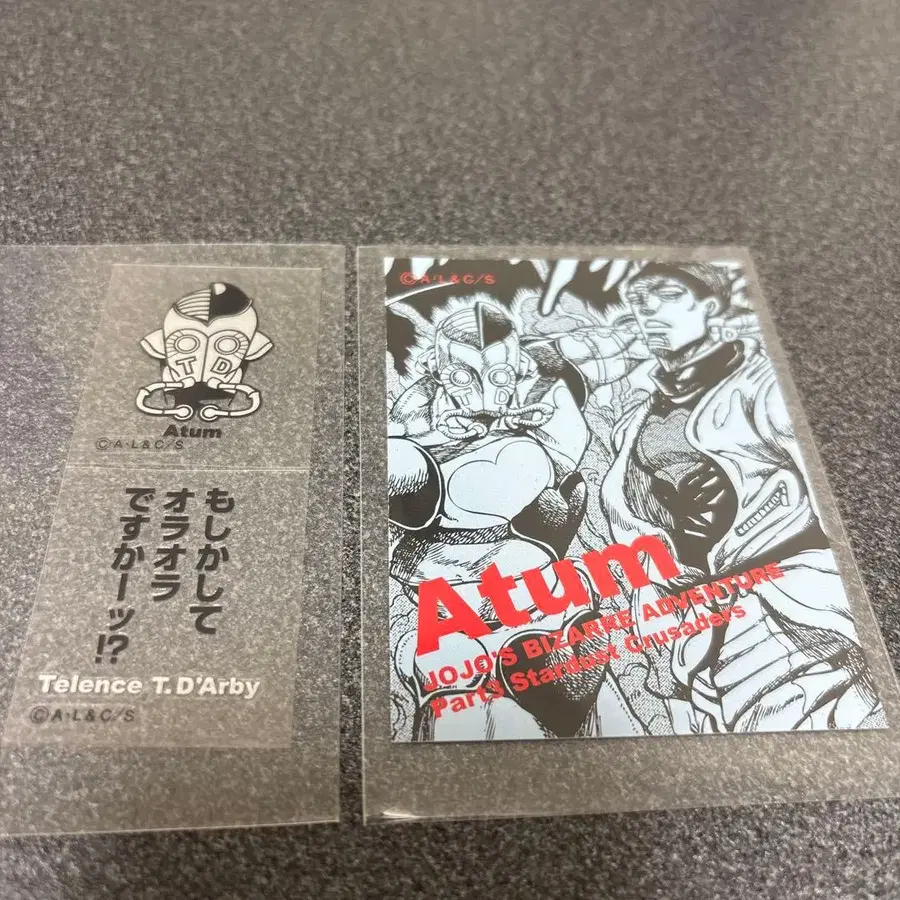 T D
Atum
©A·L&C/S
もしかして
オラオラ
ですかーッ!?
Telence T.D'Arby
©A·L&C/S
©A·L&C/S
T D
D
Atum
JOJO'S BIZARRE ADVENTURE
Part3 Stardust Crusaders